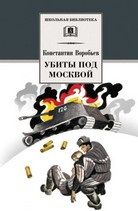 ШКОЛЬНАЯ БИБЛИОТЕКА
Константин Воробьев
УБИТЫ ПОД
МОСКВОЙ